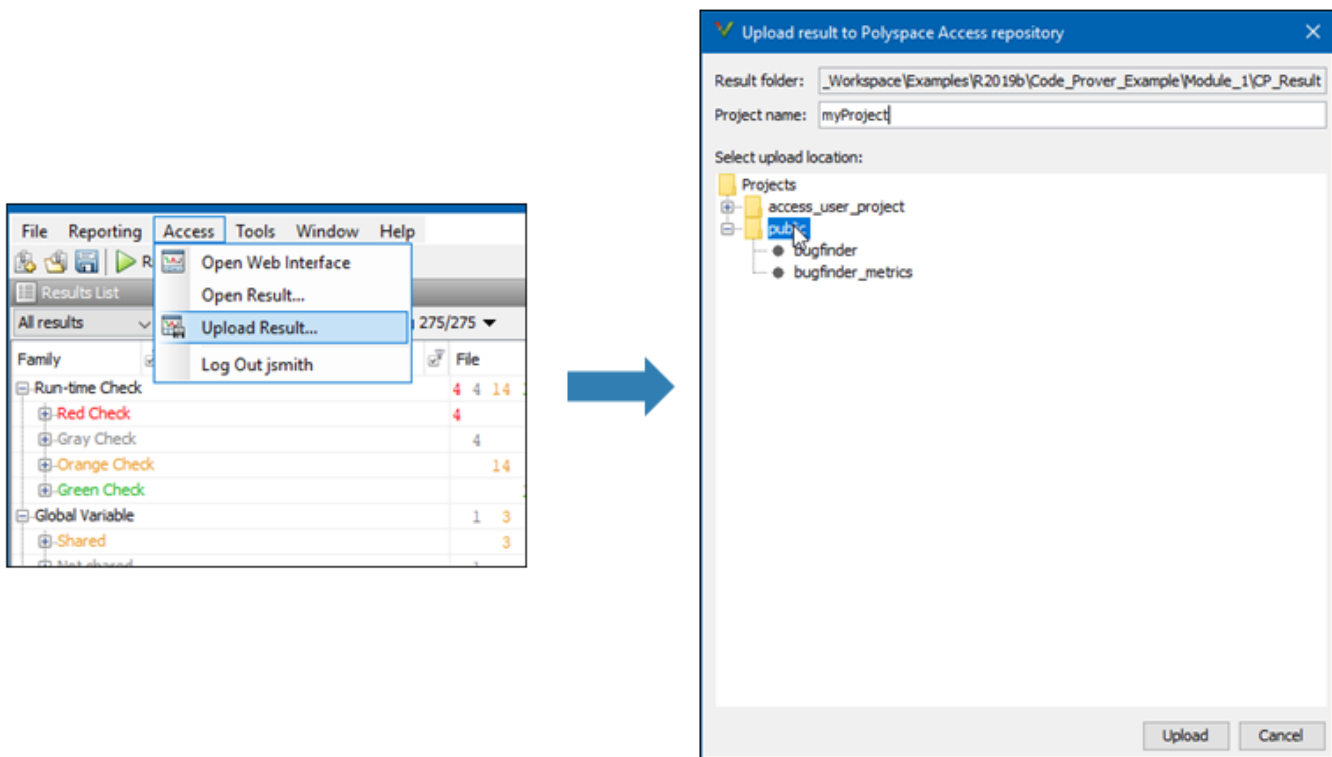 File Reporting Access Tools Window Help
Open Web Interface
Results List
Open Result...
All results
Upload Result...
275/275
Log Out jsmith
Family
File
Run-time Check 4 4 14
Red Check 4
Gray Check 4
Orange Check 14
Green Check
Global Variable 1 3
Shared 3
Not shared
Upload result to Polyspace Access repository
Result folder: _Workspace\Examples\R2019b\Code_Prover_Example\Module_1\CP_Result
Project name: myProject
Select upload location:
Projects
access_user_project
public
bugfinder
bugfinder_metrics
Upload Cancel